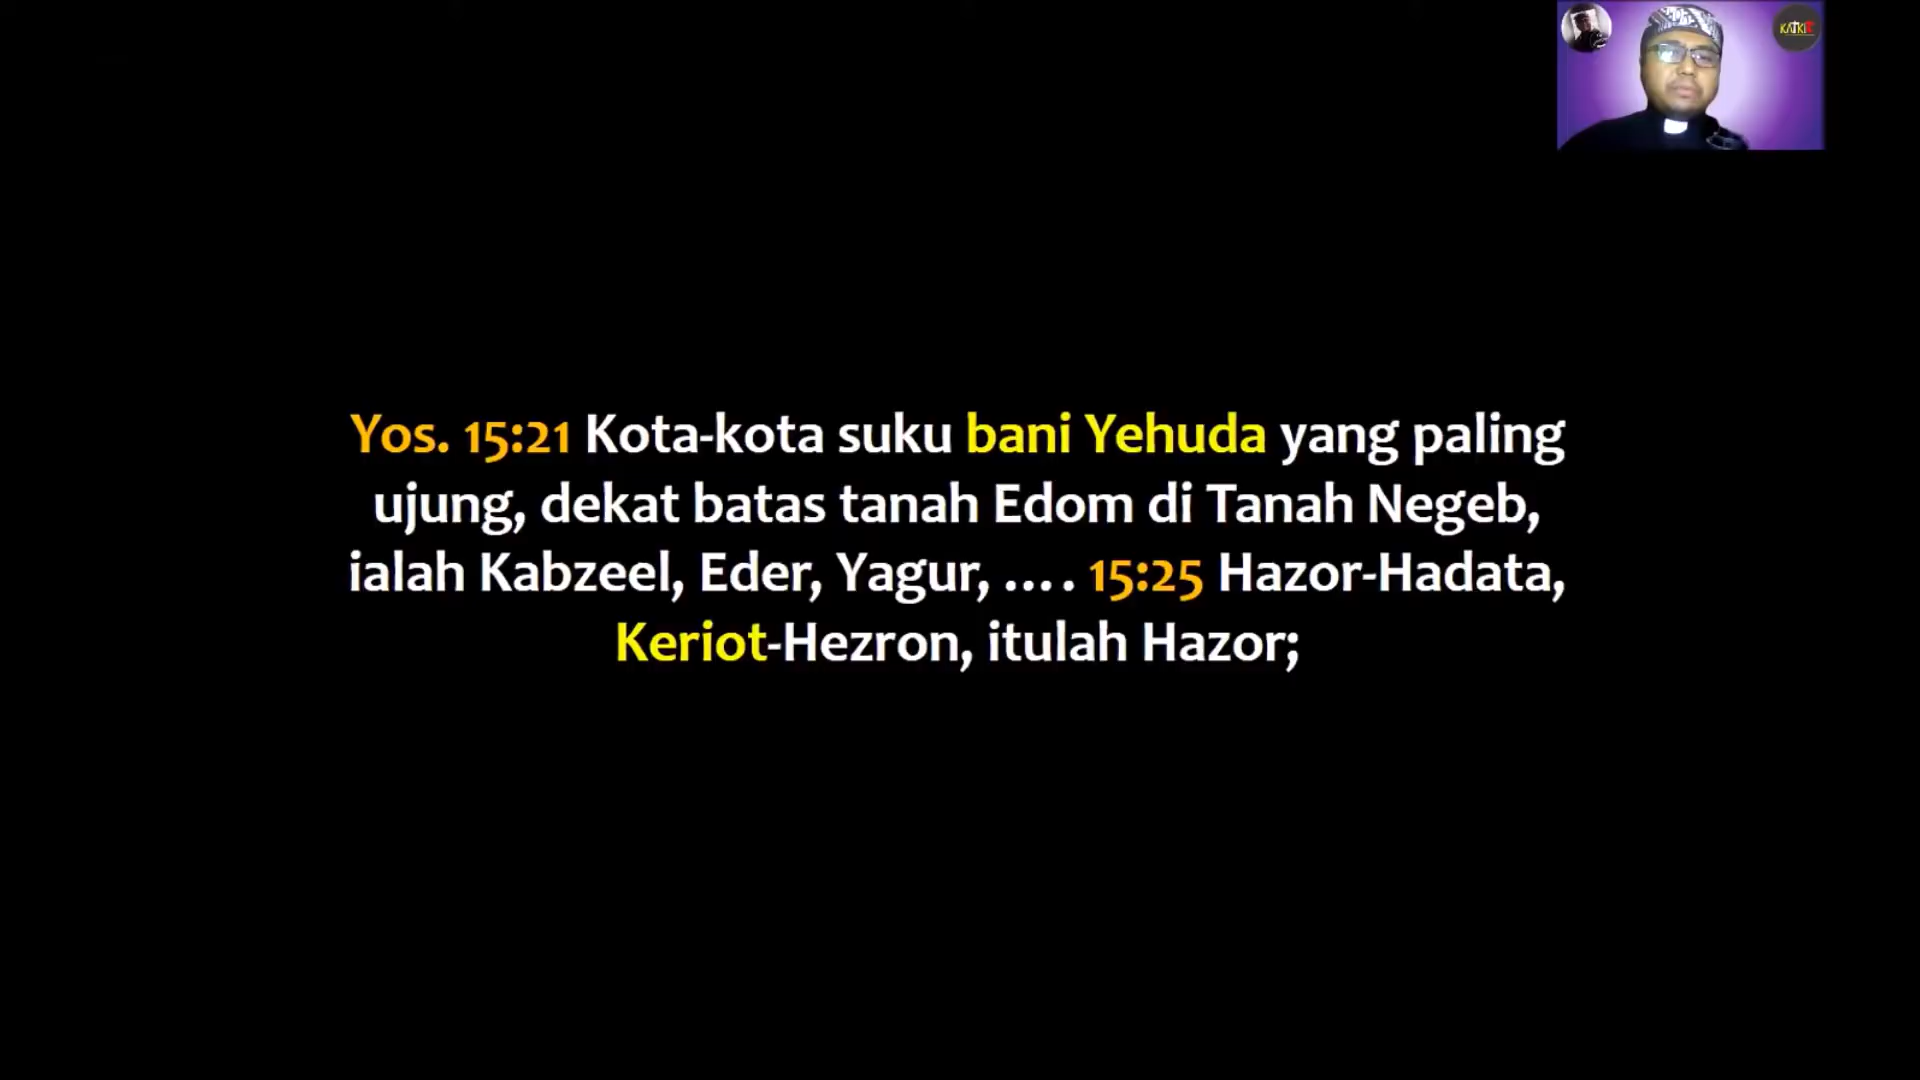 KATKIT
Yos. 15:21 Kota-kota suku bani Yehuda yang paling
ujung, dekat batas tanah Edom di Tanah Negeb,
ialah Kabzeel, Eder, Yagur, .... 15:25 Hazor-Hadata,
Keriot-Hezron, itulah Hazor;